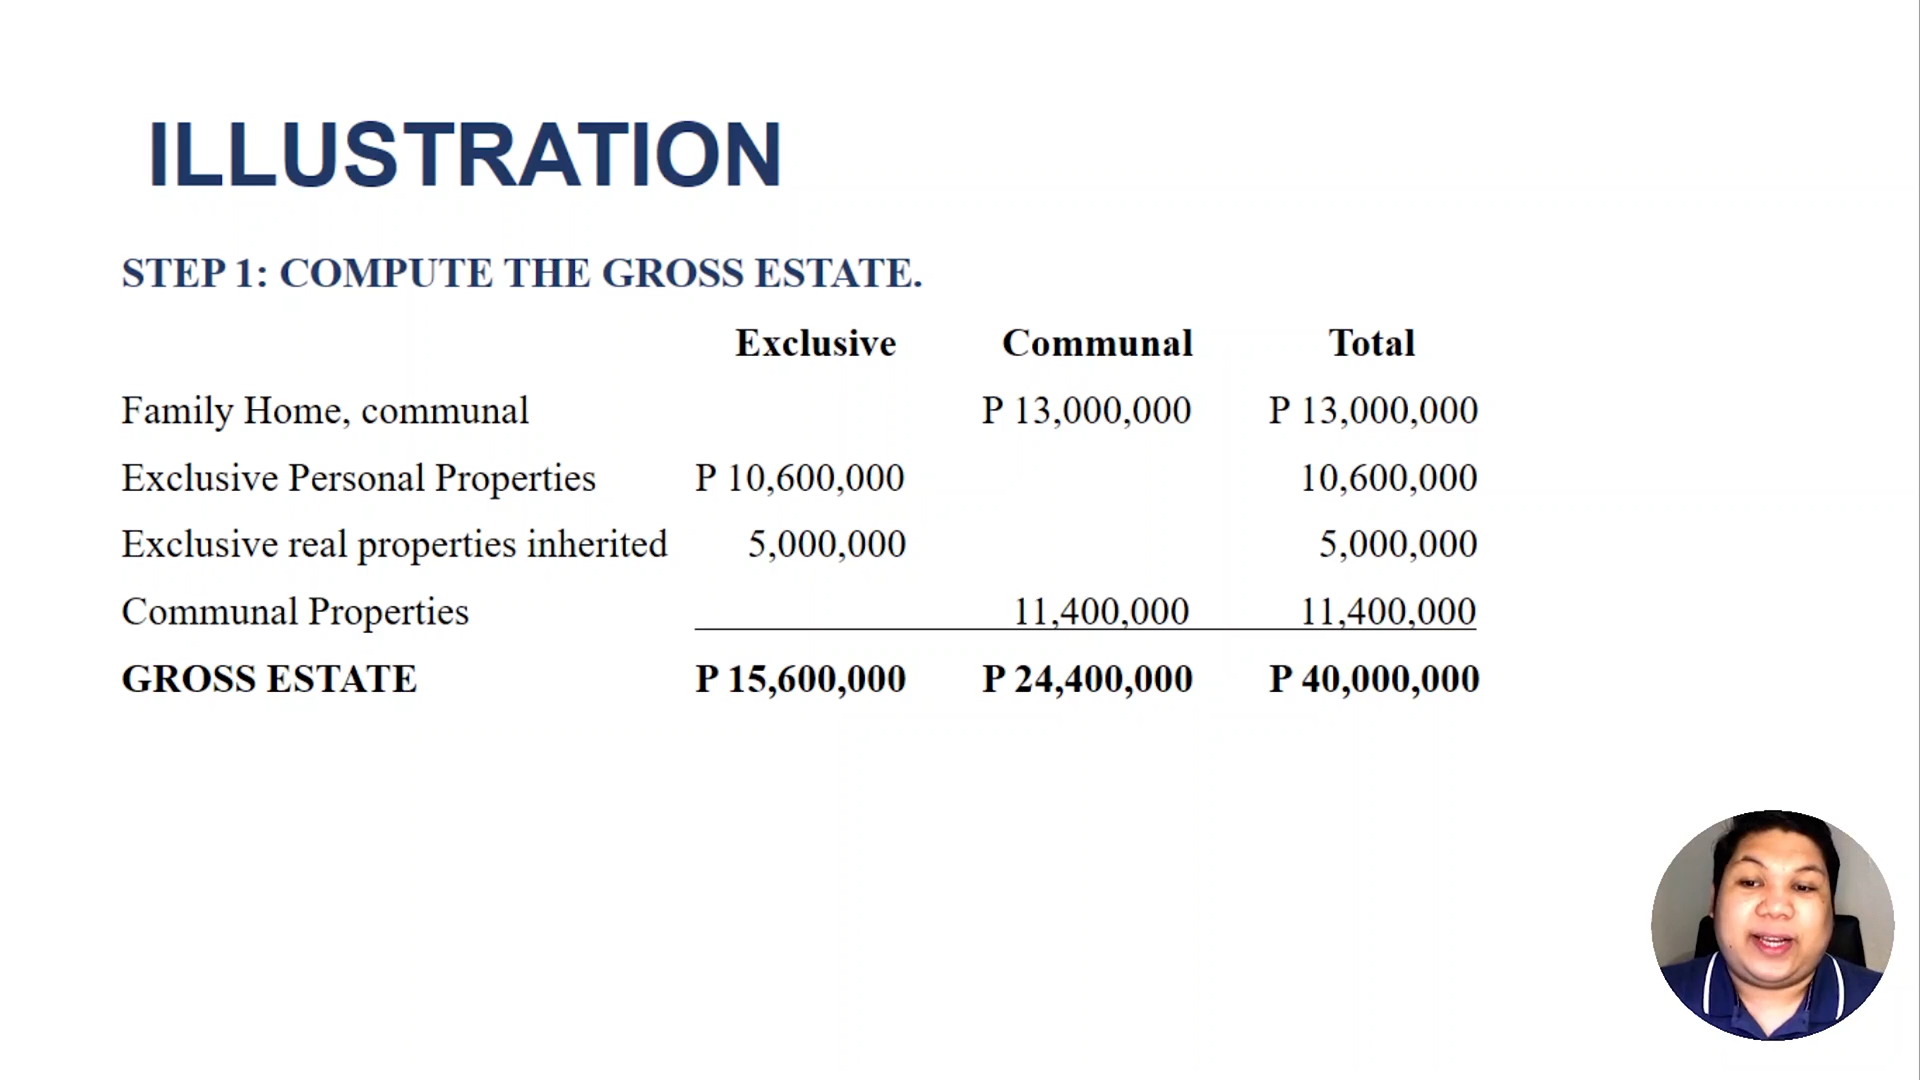 ILLUSTRATION
STEP 1: COMPUTE THE GROSS ESTATE.
Exclusive Communal Total
Family Home, communal P 13,000,000 P 13,000,000
Exclusive Personal Properties P 10,600,000 10,600,000
Exclusive real properties inherited 5,000,000 5,000,000
Communal Properties 11,400,000 11,400,000
GROSS ESTATE P 15,600,000 P 24,400,000 P 40,000,000